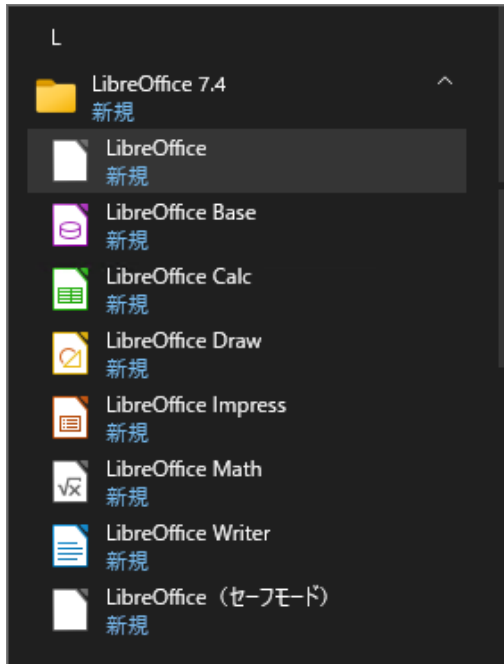 L
LibreOffice 7.4
新規
LibreOffice
新規
LibreOffice Base
新規
LibreOffice Calc
新規
LibreOffice Draw
新規
LibreOffice Impress
新規
LibreOffice Math
新規
LibreOffice Writer
新規
LibreOffice（セーフモード）
新規